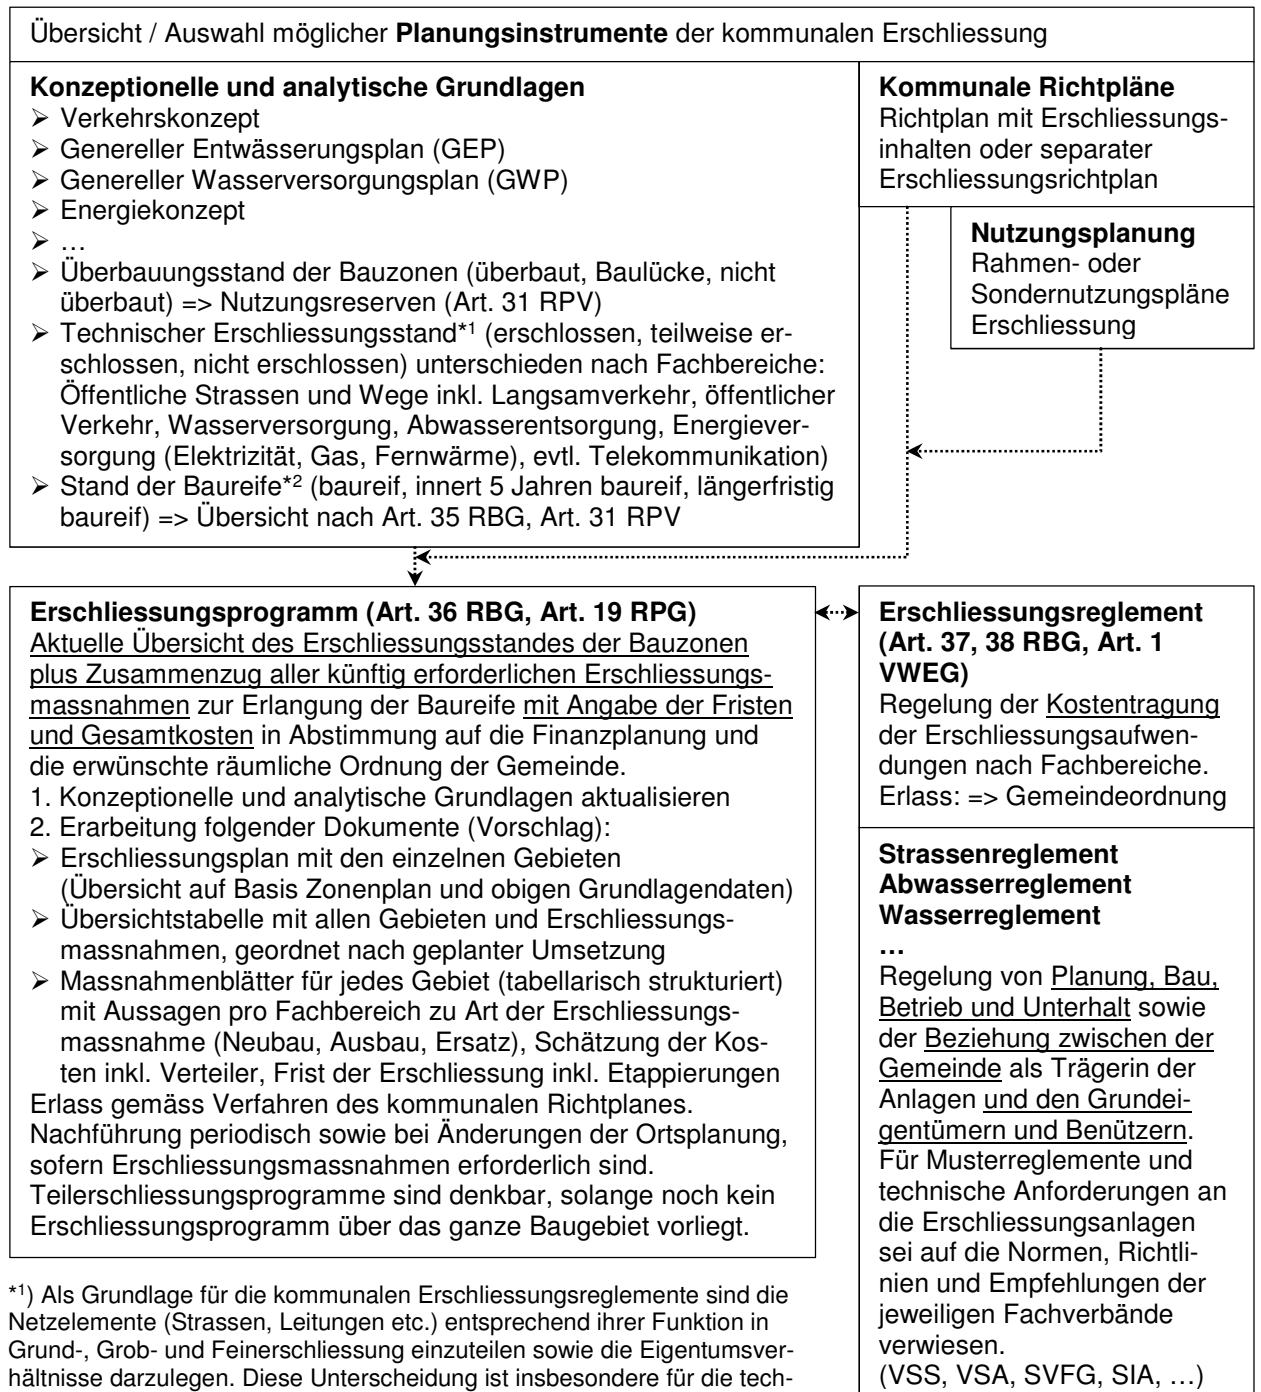 Übersicht / Auswahl möglicher Planungsinstrumente der kommunalen Erschliessung
Konzeptionelle und analytische Grundlagen
➢ Verkehrskonzept
➢ Genereller Entwässerungsplan (GEP)
➢ Genereller Wasserversorgungsplan (GWP)
➢ Energiekonzept
➢ …
➢ Überbauungsstand der Bauzonen (überbaut, Baulücke, nicht
überbaut) => Nutzungsreserven (Art. 31 RPV)
➢ Technischer Erschliessungsstand*1 (erschlossen, teilweise er-
schlossen, nicht erschlossen) unterschieden nach Fachbereiche:
Öffentliche Strassen und Wege inkl. Langsamverkehr, öffentlicher
Verkehr, Wasserversorgung, Abwasserentsorgung, Energiever-
sorgung (Elektrizität, Gas, Fernwärme), evtl. Telekommunikation)
➢ Stand der Baureife*2 (baureif, innert 5 Jahren baureif, längerfristig
baureif) => Übersicht nach Art. 35 RBG, Art. 31 RPV
Kommunale Richtpläne
Richtplan mit Erschliessungs-
inhalten oder separater
Erschliessungsrichtplan
Nutzungsplanung
Rahmen- oder
Sondernutzungspläne
Erschliessung
Erschliessungsprogramm (Art. 36 RBG, Art. 19 RPG)
Aktuelle Übersicht des Erschliessungsstandes der Bauzonen
plus Zusammenzug aller künftig erforderlichen Erschliessungs-
massnahmen zur Erlangung der Baureife mit Angabe der Fristen
und Gesamtkosten in Abstimmung auf die Finanzplanung und
die erwünschte räumliche Ordnung der Gemeinde.
1. Konzeptionelle und analytische Grundlagen aktualisieren
2. Erarbeitung folgender Dokumente (Vorschlag):
➢ Erschliessungsplan mit den einzelnen Gebieten
(Übersicht auf Basis Zonenplan und obigen Grundlagendaten)
➢ Übersichtstabelle mit allen Gebieten und Erschliessungs-
massnahmen, geordnet nach geplanter Umsetzung
➢ Massnahmenblätter für jedes Gebiet (tabellarisch strukturiert)
mit Aussagen pro Fachbereich zu Art der Erschliessungs-
massnahme (Neubau, Ausbau, Ersatz), Schätzung der Kos-
ten inkl. Verteiler, Frist der Erschliessung inkl. Etappierungen
Erlass gemäss Verfahren des kommunalen Richtplanes.
Nachführung periodisch sowie bei Änderungen der Ortsplanung,
sofern Erschliessungsmassnahmen erforderlich sind.
Teilerschliessungsprogramme sind denkbar, solange noch kein
Erschliessungsprogramm über das ganze Baugebiet vorliegt.
Erschliessungsreglement
(Art. 37, 38 RBG, Art. 1
VWEG)
Regelung der Kostentragung
der Erschliessungsaufwen-
dungen nach Fachbereiche.
Erlass: => Gemeindeordnung
Strassenreglement
Abwasserreglement
Wasserreglement
…
Regelung von Planung, Bau,
Betrieb und Unterhalt sowie
der Beziehung zwischen der
Gemeinde als Trägerin der
Anlagen und den Grundei-
gentümern und Benützern.
Für Musterreglemente und
technische Anforderungen an
die Erschliessungsanlagen
sei auf die Normen, Richtli-
nien und Empfehlungen der
jeweiligen Fachverbände
verwiesen.
(VSS, VSA, SVFG, SIA, …)
*1) Als Grundlage für die kommunalen Erschliessungsreglemente sind die
Netzelemente (Strassen, Leitungen etc.) entsprechend ihrer Funktion in
Grund-, Grob- und Feinerschliessung einzuteilen sowie die Eigentumsver-
hältnisse darzulegen. Diese Unterscheidung ist insbesondere für die tech-